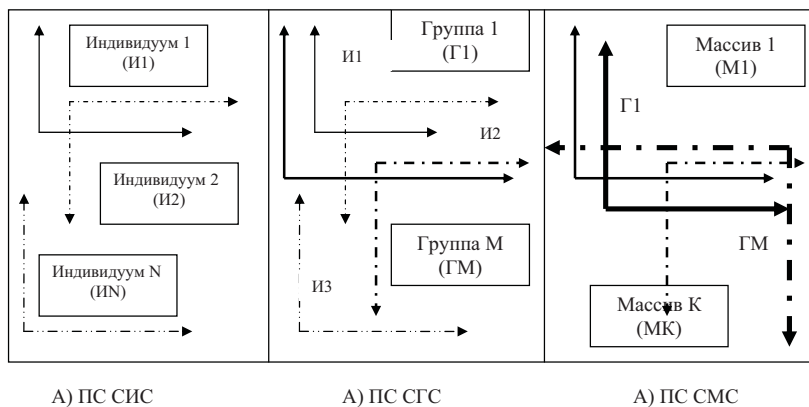 Индивидуум 1
(И1)
Индивидуум 2
(И2)
Индивидуум N
(ИN)
Группа 1
(Г1)
И1
И2
Группа М
(ГМ)
И3
Массив 1
(М1)
Г1
ГМ
Массив К
(МК)
А) ПС СИС
А) ПС СГС
А) ПС СМС